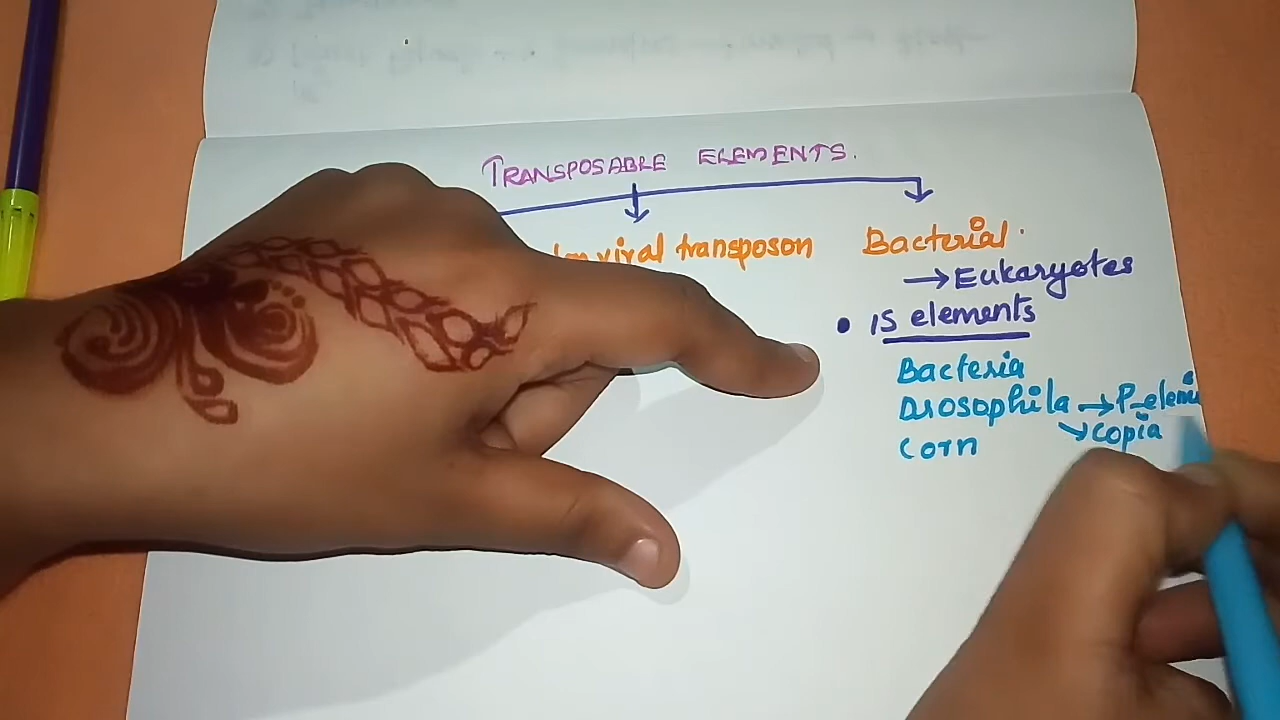 TRANSPOSABLE ELEMENTS.
viral transposon
Bacterial.
→Eukaryotes
• IS elements
Bacteria
Drosophila →P-elem
↘copia
Corn